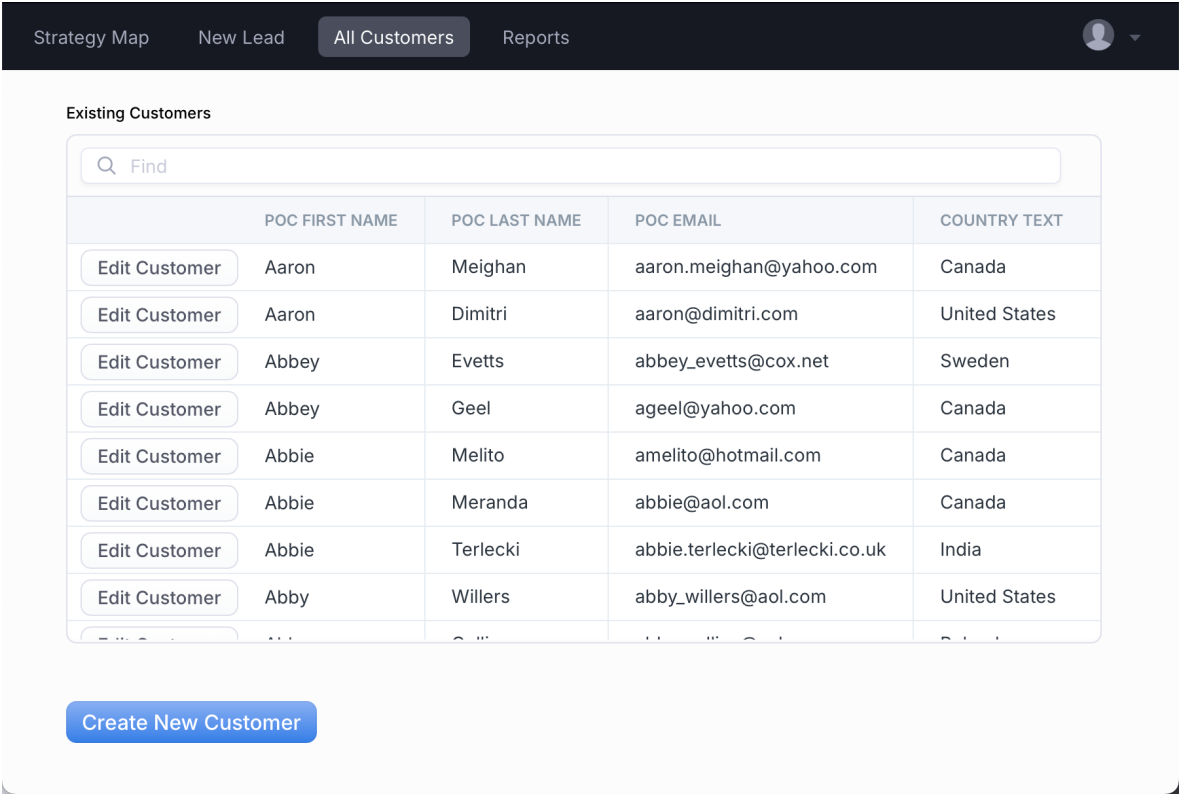 Strategy Map New Lead All Customers Reports
Existing Customers
Find
POC FIRST NAME POC LAST NAME POC EMAIL COUNTRY TEXT
Edit Customer Aaron Meighan aaron.meighan@yahoo.com Canada
Edit Customer Aaron Dimitri aaron@dimitri.com United States
Edit Customer Abbey Evetts abbey_evetts@cox.net Sweden
Edit Customer Abbey Geel ageel@yahoo.com Canada
Edit Customer Abbie Melito amelito@hotmail.com Canada
Edit Customer Abbie Meranda abbie@aol.com Canada
Edit Customer Abbie Terlecki abbie.terlecki@terlecki.co.uk India
Edit Customer Abby Willers abby_willers@aol.com United States
Edit Customer
Create New Customer